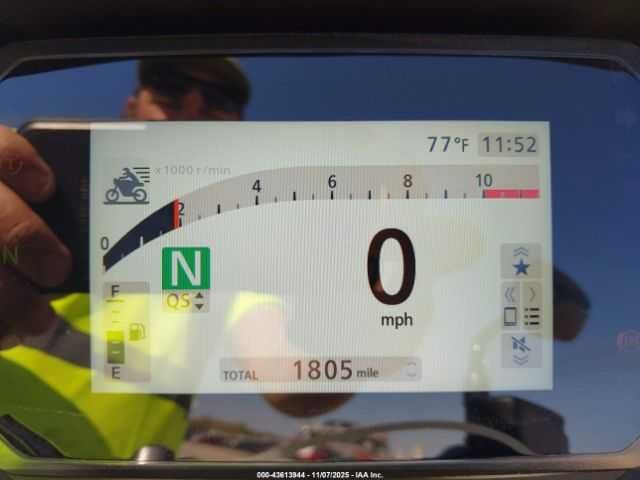 77°F 11:52
x1000 r/min
0 2 4 6 8 10
N
QS
0
mph
F
E
TOTAL 1805 mile
N
000-43613944 - 11/07/2025 - IAA Inc.